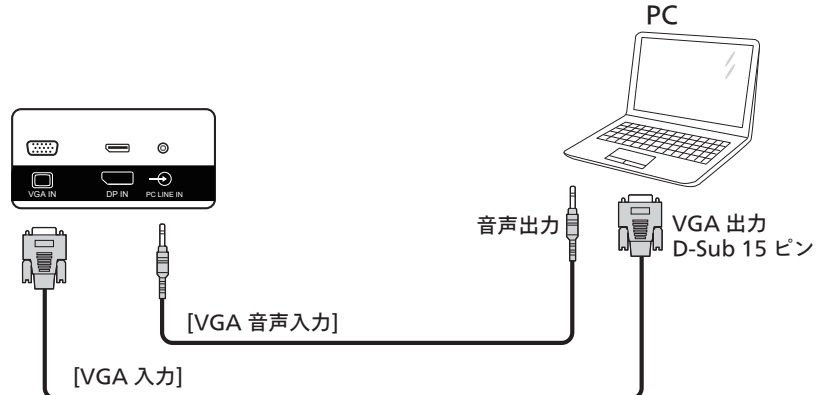 PC
VGA IN
DP IN
PC LINE IN
音声出力
VGA 出力
D-Sub 15 ピン
[VGA 音声入力]
[VGA 入力]